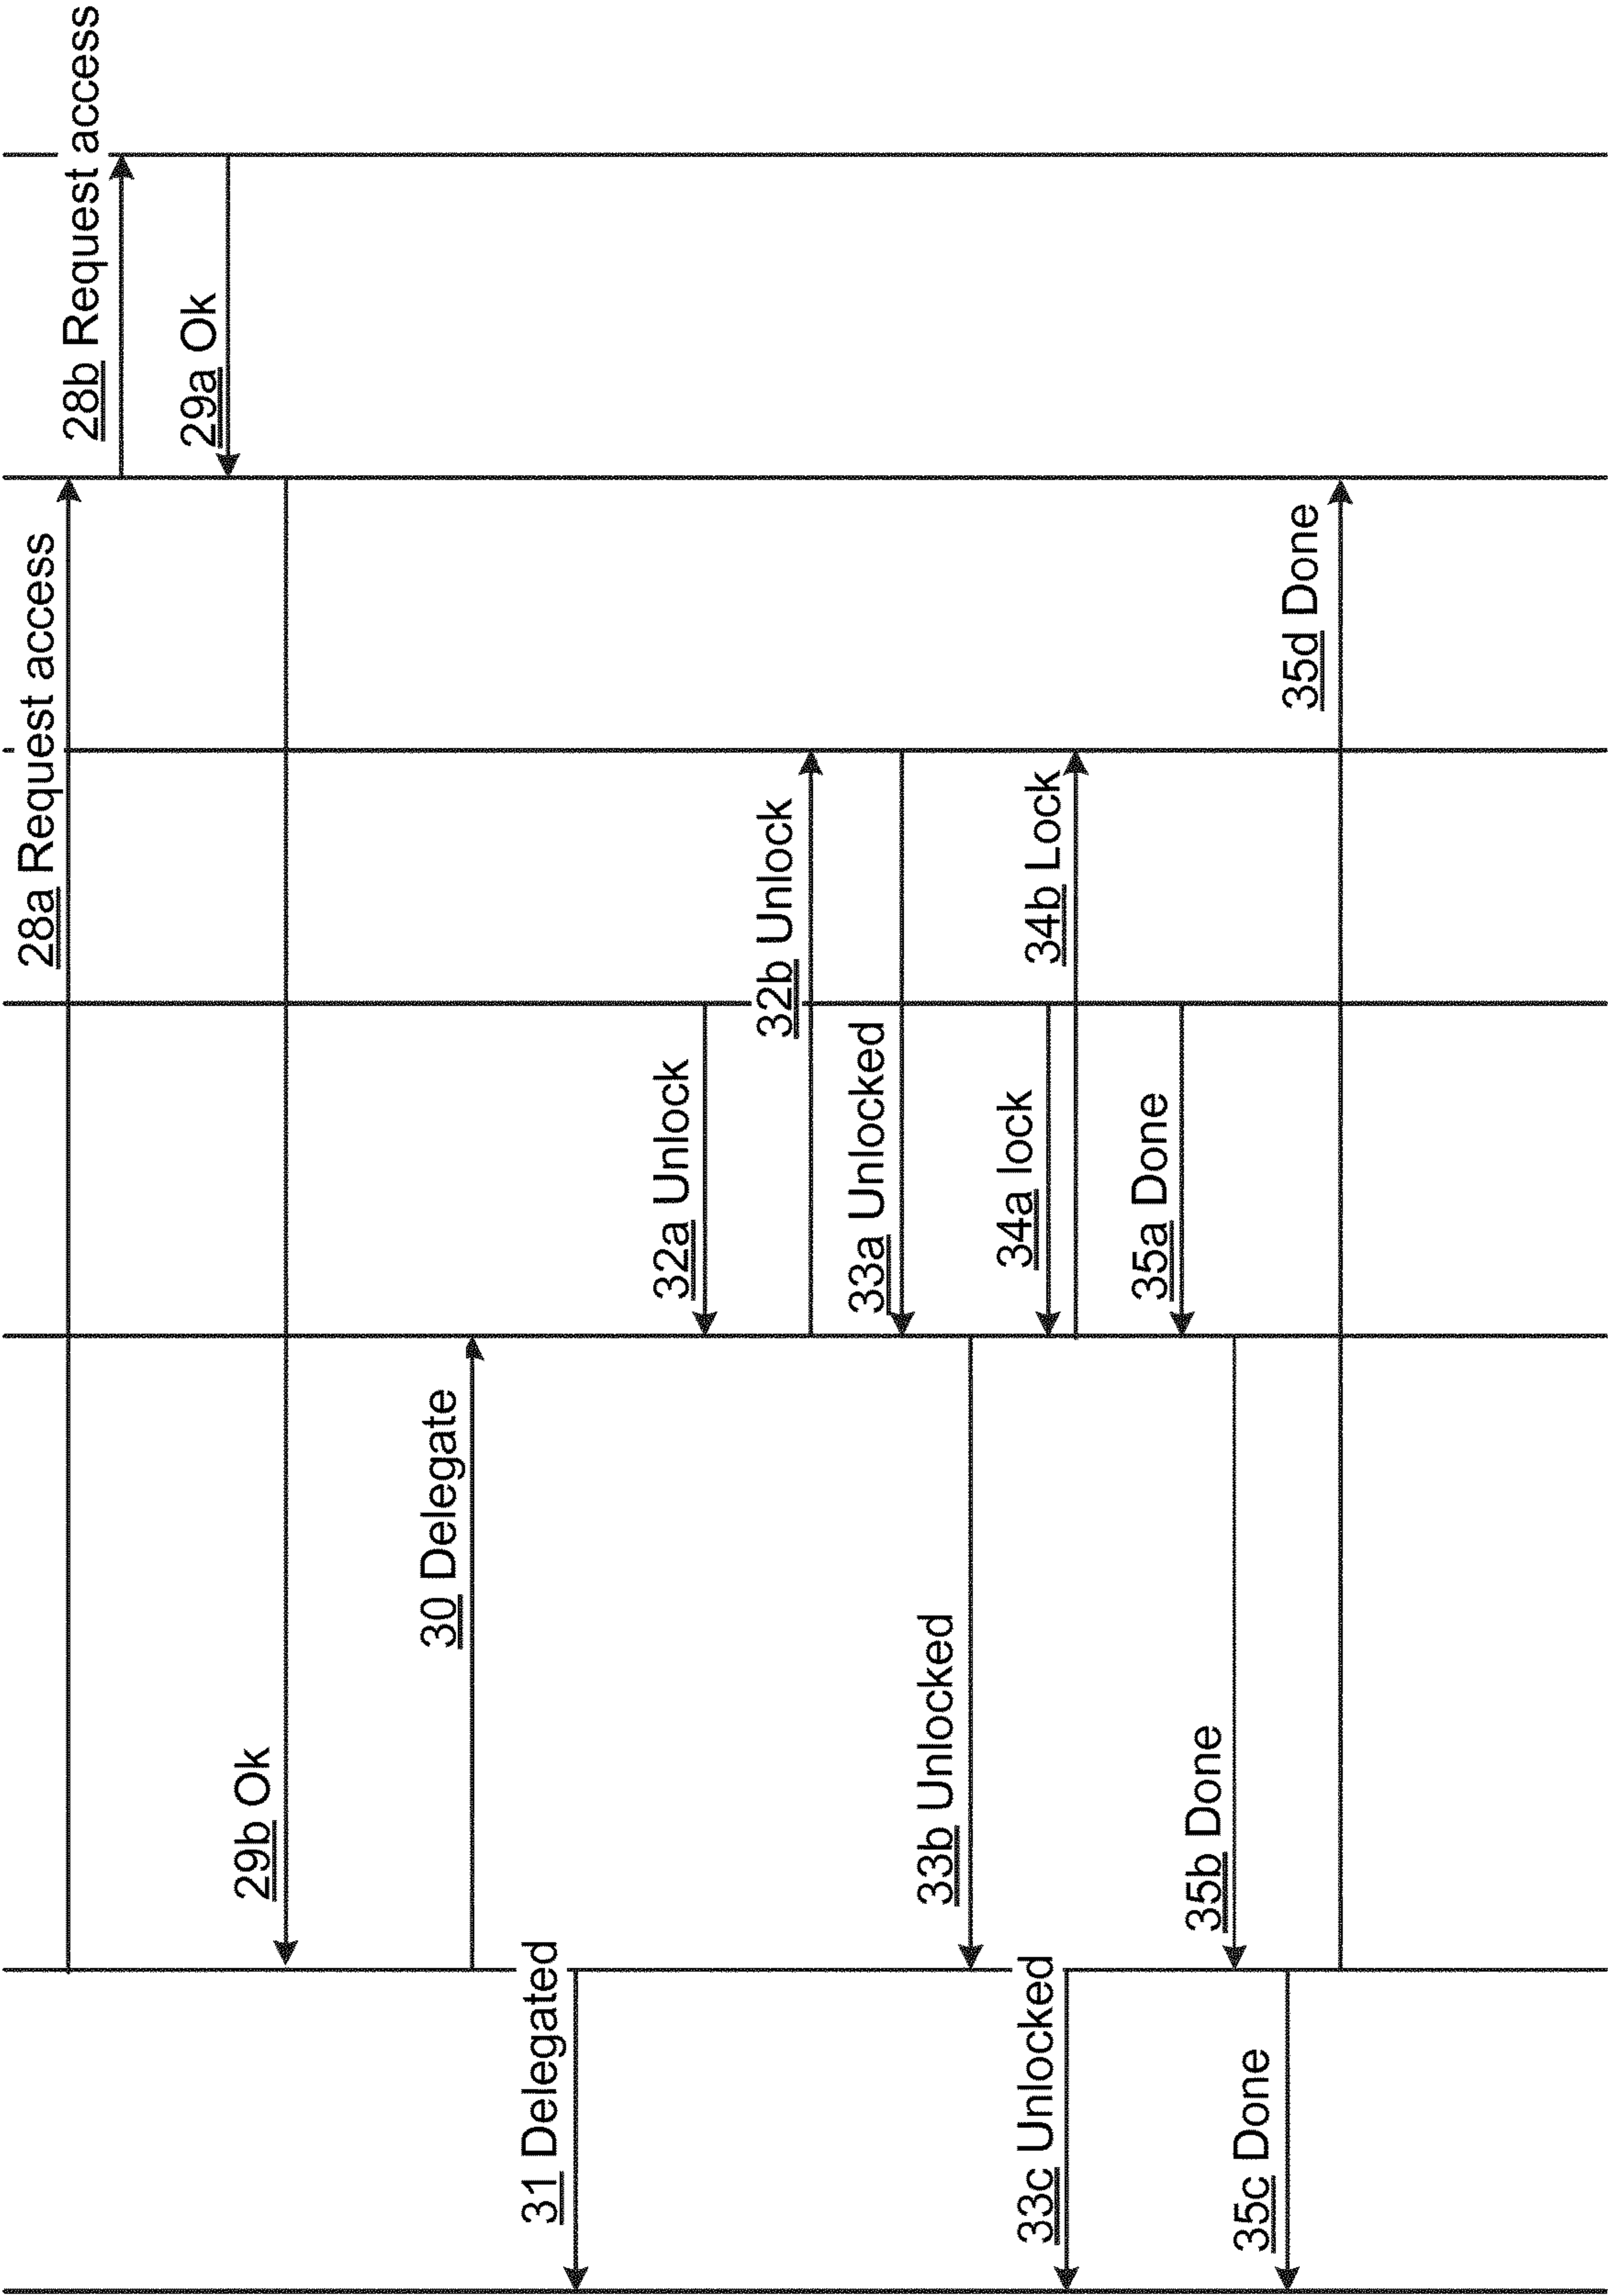 28a Request access
28b Request access
29a Ok
29b Ok
30 Delegate
31 Delegated
32a Unlock
32b Unlock
33a Unlocked
33b Unlocked
34a lock
33c Unlocked
34b Lock
35a Done
35b Done
35c Done
35d Done